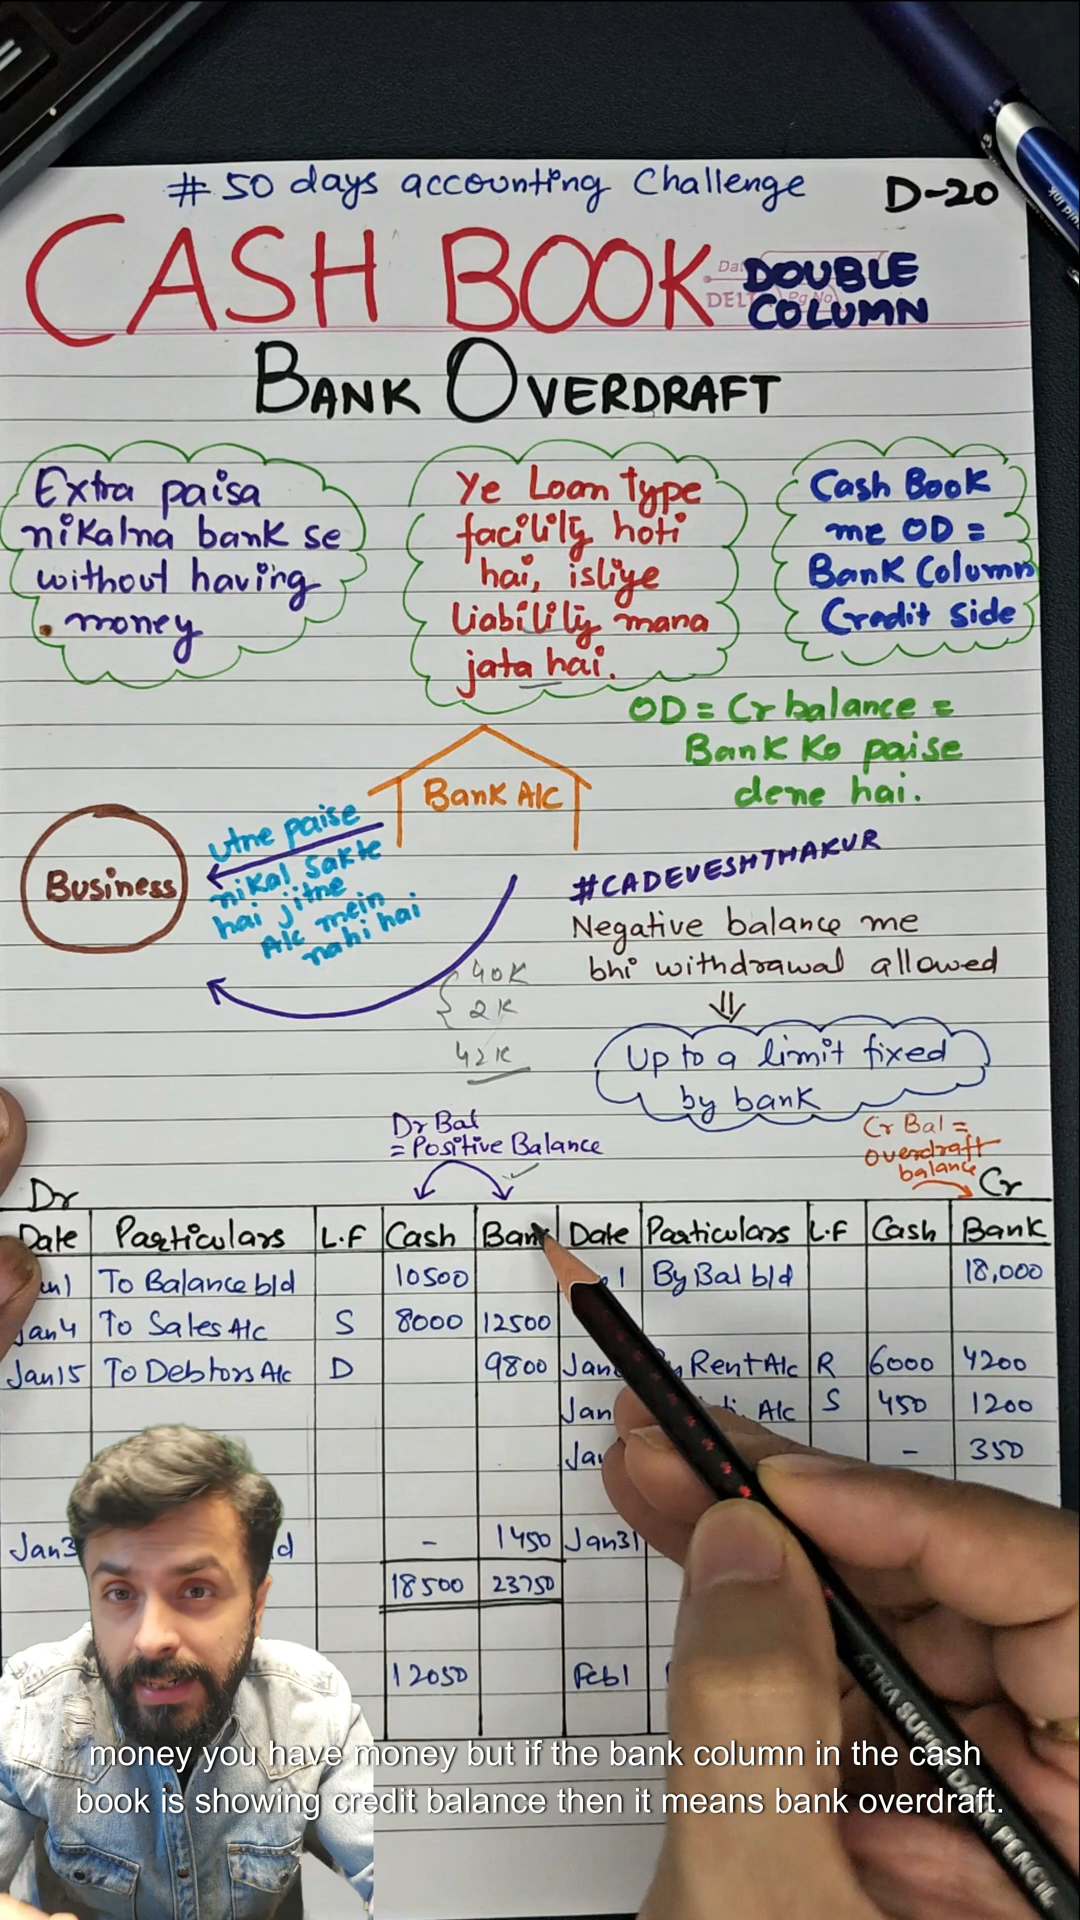 #50 days accounting Challenge
D-20
CASH BOOK
DOUBLE
COLUMN
BANK OVERDRAFT
Extra paisa
nikalna bank se
without having
money
Ye Loan type
facility hoti
hai, isliye
liability mana
jata hai.
Cash Book
me OD =
Bank Column
Credit Side
OD = Cr balance =
Bank Ko paise
dene hai.
Bank A/c
Business
utne paise
nikal sakte
hai jitne
A/c mein
nahi hai
#CADEVESHTHAKUR
Negative balance me
bhi withdrawal allowed
40K
2K
42K
Up to a limit fixed
by bank
Dr Bal
= Positive Balance
Cr Bal =
Overdraft
balance
Dr
Cr
Date Particulars L.F Cash Bank Date Particulars L.F Cash Bank
To Balance b/d 10500 By Bal b/d 18,000
Jan4 To Sales A/c S 8000 12500
Jan15 To Debtors A/c D 9800 Rent A/c R 6000 4200
Jan A/c S 450 1200
- 350
- 1450 Jan31
18500 23750
12050 Feb1
money you have money but if the bank column in the cash
book is showing credit balance then it means bank overdraft.
XTRA SUPER DARK PENCIL